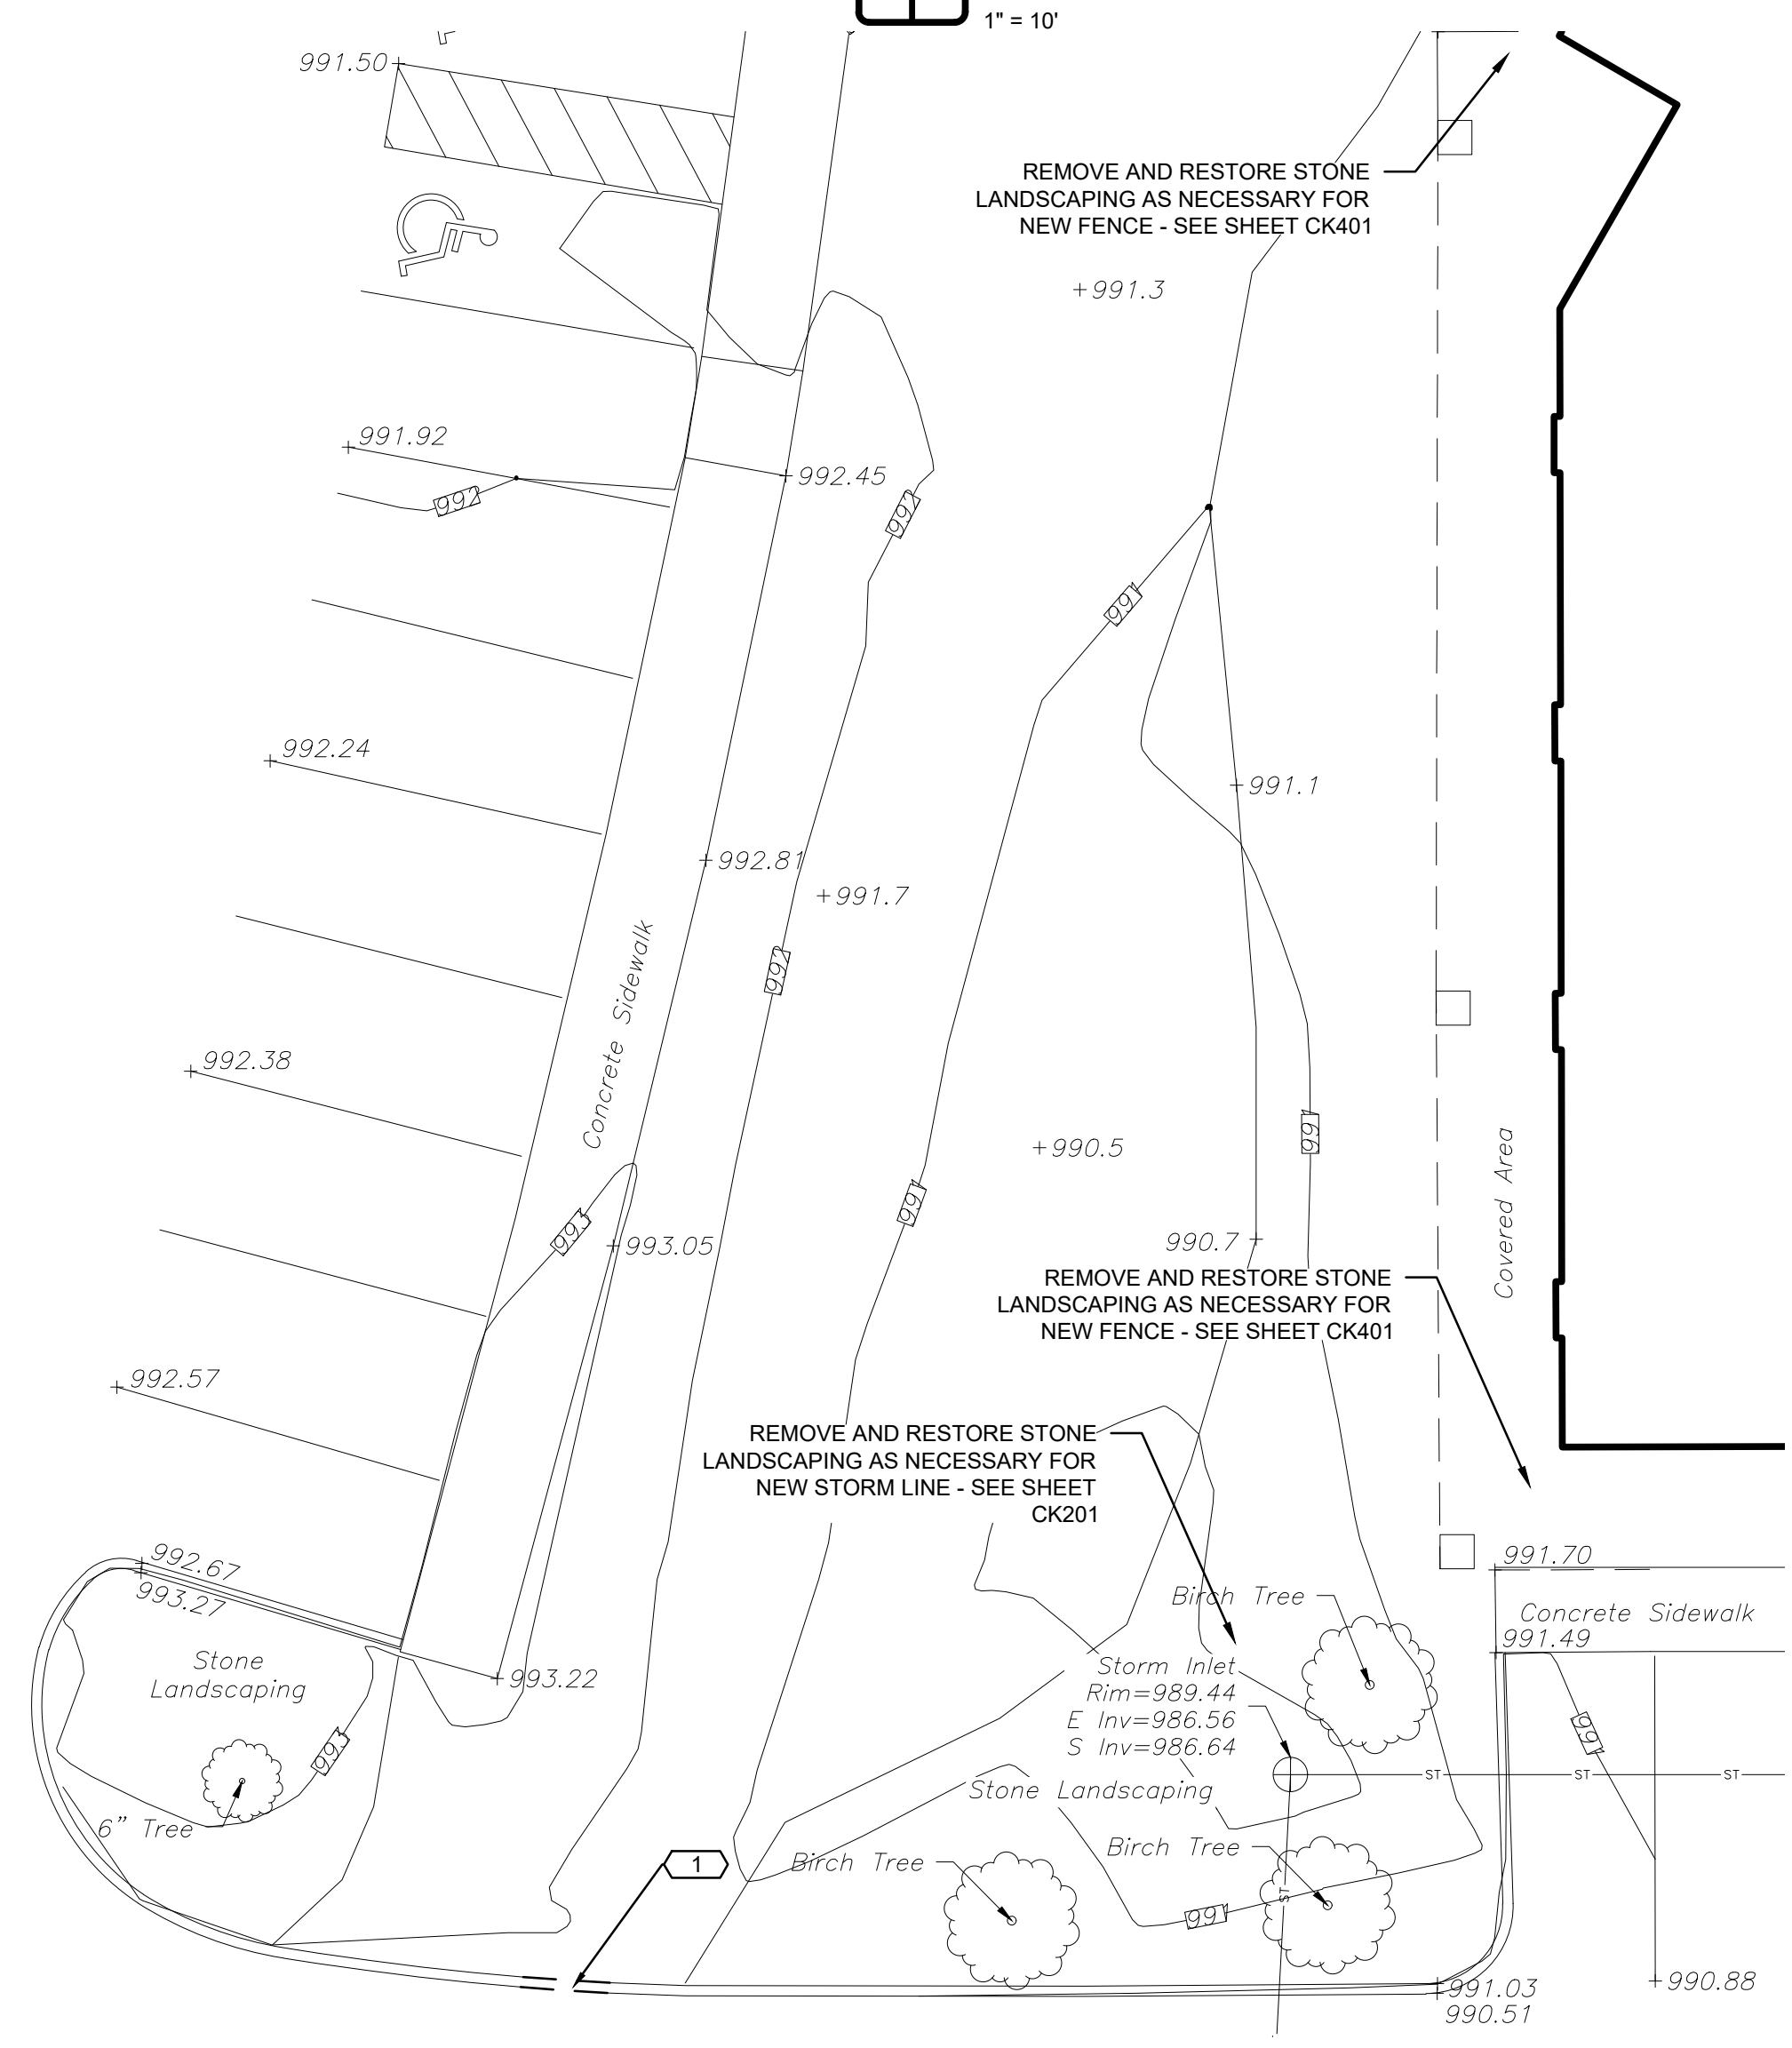 1" = 10'
991.50
REMOVE AND RESTORE STONE
LANDSCAPING AS NECESSARY FOR
NEW FENCE - SEE SHEET CK401
+991.3
991.92
992.45
992
992
991
992.24
991.1
992.81
+991.7
Concrete Sidewalk
992
992.38
+990.5
991
Covered Area
991
993
993.05
990.7
REMOVE AND RESTORE STONE
LANDSCAPING AS NECESSARY FOR
NEW FENCE - SEE SHEET CK401
992.57
REMOVE AND RESTORE STONE
LANDSCAPING AS NECESSARY FOR
NEW STORM LINE - SEE SHEET
CK201
992.67
993.27
991.70
Birch Tree
Concrete Sidewalk
991.49
Stone
Landscaping
993.22
Storm Inlet
Rim=989.44
E Inv=986.56
S Inv=986.64
993
991
ST ST ST
Stone Landscaping
6" Tree
Birch Tree
1
Birch Tree
ST
991
991.03
990.51
990.88